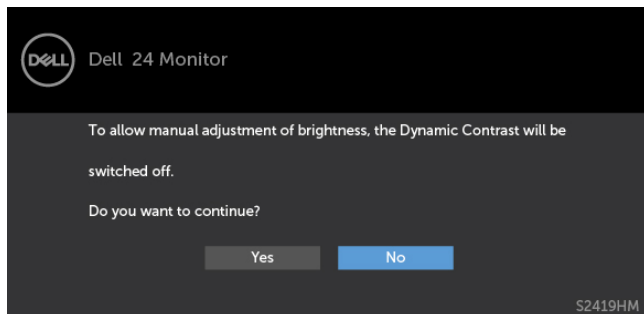 DELL
Dell 24 Monitor
To allow manual adjustment of brightness, the Dynamic Contrast will be
switched off.
Do you want to continue?
Yes
No
S2419HM